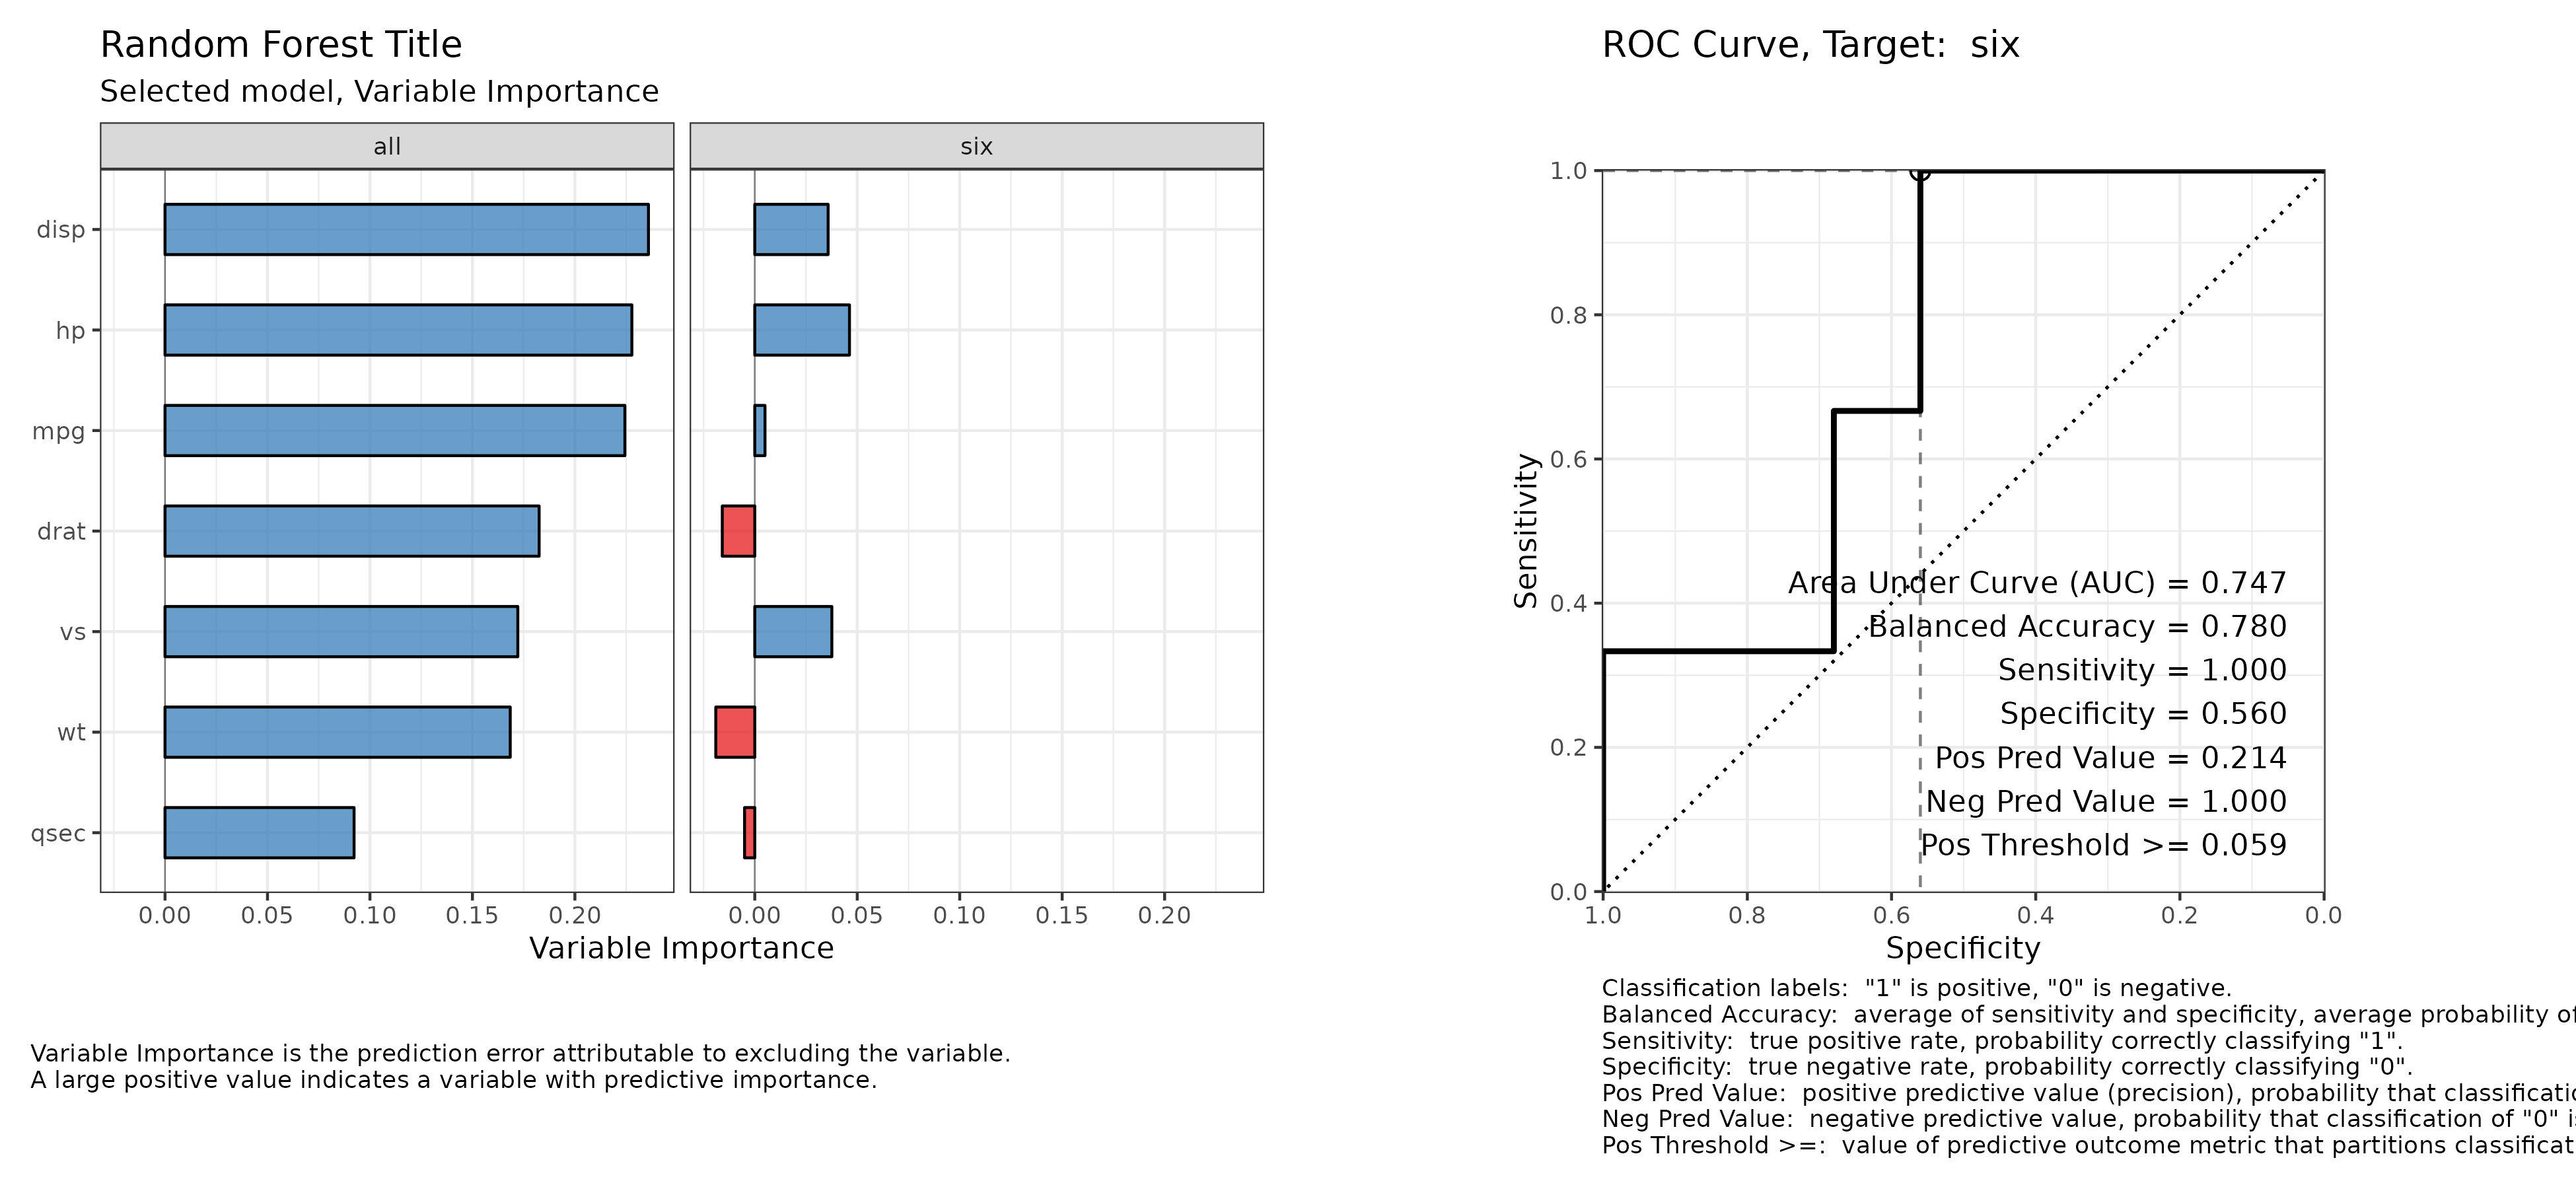 Random Forest Title
Selected model, Variable Importance
all six
disp
hp
mpg
drat
vs
wt
qsec
0.00 0.05 0.10 0.15 0.20 0.00 0.05 0.10 0.15 0.20
Variable Importance
Variable Importance is the prediction error attributable to excluding the variable.
A large positive value indicates a variable with predictive importance.
ROC Curve, Target:  six
1.0
0.8
0.6
0.4
0.2
0.0
Sensitivity
Area Under Curve (AUC) = 0.747
Balanced Accuracy = 0.780
Sensitivity = 1.000
Specificity = 0.560
Pos Pred Value = 0.214
Neg Pred Value = 1.000
Pos Threshold >= 0.059
1.0 0.8 0.6 0.4 0.2 0.0
Specificity
Classification labels:  "1" is positive, "0" is negative.
Balanced Accuracy:  average of sensitivity and specificity, average probability of
Sensitivity:  true positive rate, probability correctly classifying "1".
Specificity:  true negative rate, probability correctly classifying "0".
Pos Pred Value:  positive predictive value (precision), probability that
Neg Pred Value:  negative predictive value, probability that classification of "0"
Pos Threshold >=:  value of predictive outcome metric that partitions